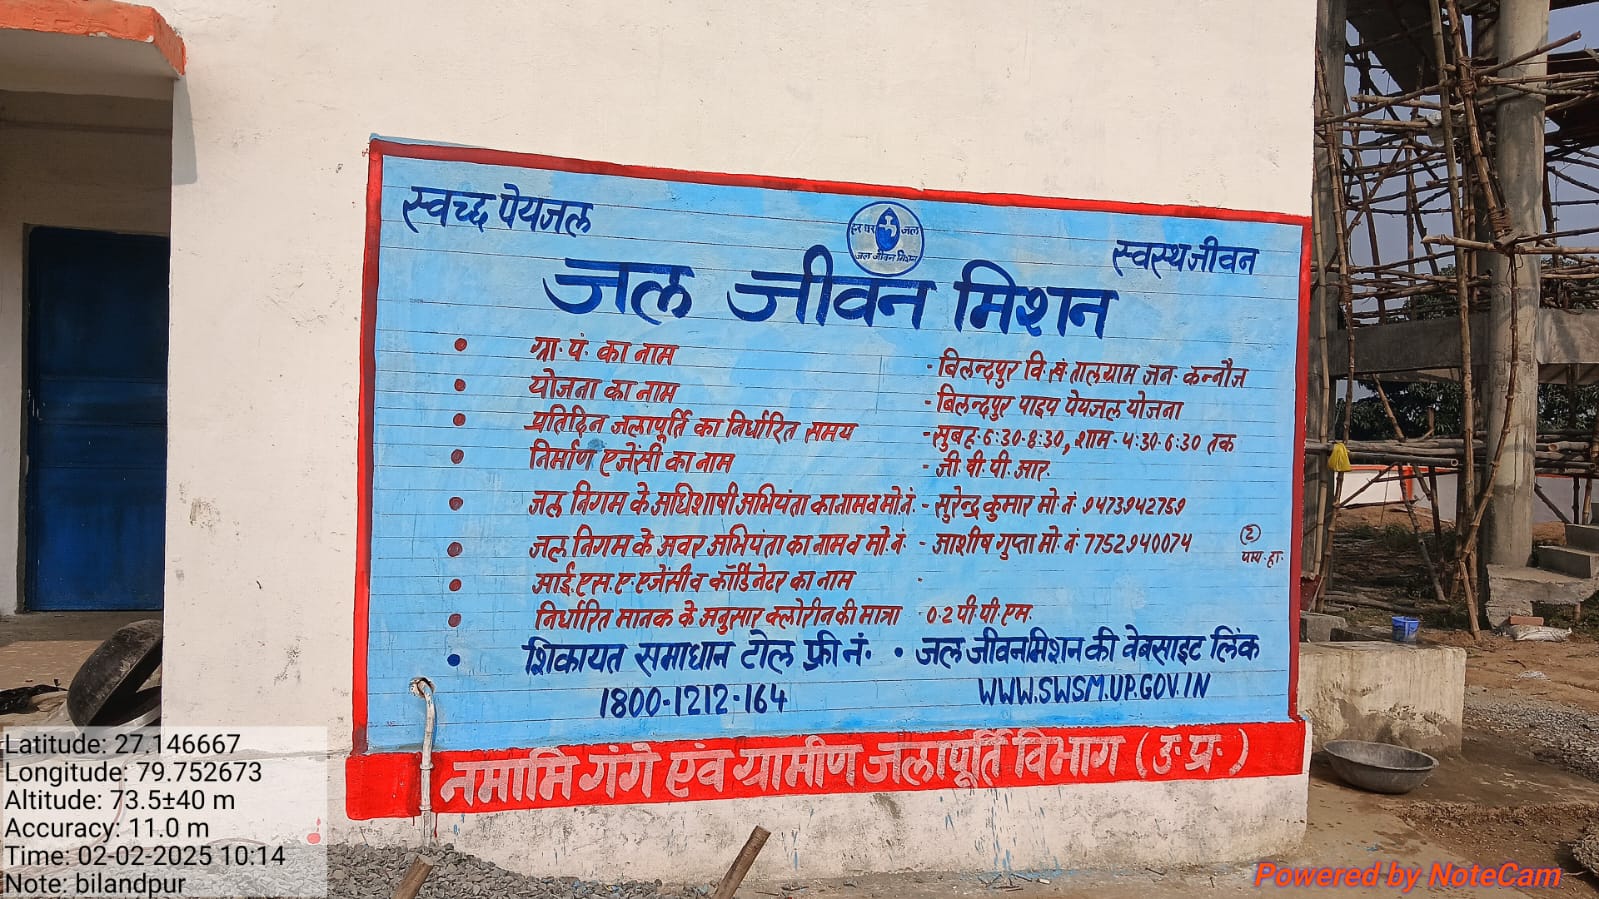 स्वच्छ पेयजल
हर घर जल
जल जीवन मिशन
स्वस्थ जीवन
जल जीवन मिशन
• ग्रा. पं. का नाम - बिलन्दपुर वि.खं. तालग्राम जन. कन्नौज
• योजना का नाम - बिलन्दपुर पाइप पेयजल योजना
• प्रतिदिन जलापूर्ति का निर्धारित समय - सुबह. 6:30-8:30, शाम - 4:30-6:30 तक
• निर्माण एजेंसी का नाम - जी. वी. पी. आर.
• जल निगम के अधिशाषी अभियंता का नाम व मो.नं. - सुरेन्द्र कुमार मो. नं. 9473942759
• जल निगम के अवर अभियंता का नाम व मो.नं. - आशीष गुप्ता मो. नं. 7752940074
• आई.एस.ए. एजेंसी व कॉर्डिनेटर का नाम -
• निर्धारित मानक के अनुसार क्लोरीन की मात्रा - 0.2 पी.पी.एम.
• शिकायत समाधान टोल फ्री नं. • जल जीवन मिशन की वेबसाइट लिंक
1800-1212-164 WWW.SWSM.UP.GOV.IN
नमामि गंगे एवं ग्रामीण जलापूर्ति विभाग (उ. प्र.)
Latitude: 27.146667
Longitude: 79.752673
Altitude: 73.5±40 m
Accuracy: 11.0 m
Time: 02-02-2025 10:14
Note: bilandpur
Powered by NoteCam